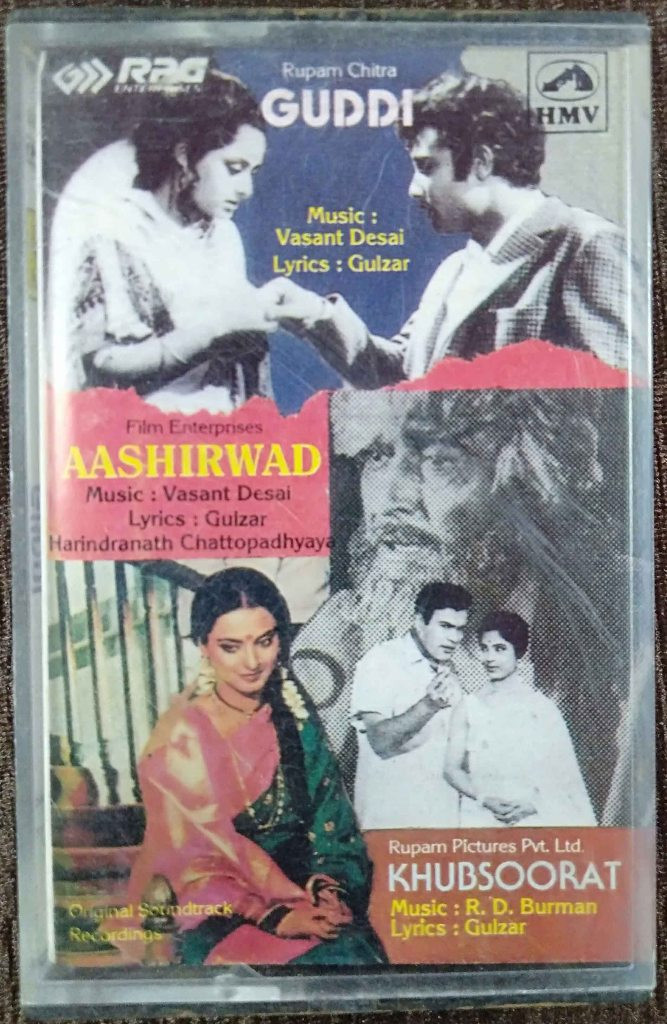 RPG
ENTERPRISES
Rupam Chitra
GUDDI
HMV
Music :
Vasant Desai
Lyrics : Gulzar
Film Enterprises
AASHIRWAD
Music : Vasant Desai
Lyrics : Gulzar
Harindranath Chattopadhyaya
Rupam Pictures Pvt. Ltd.
KHUBSOORAT
Music : R. D. Burman
Lyrics : Gulzar
Original Soundtrack
Recordings